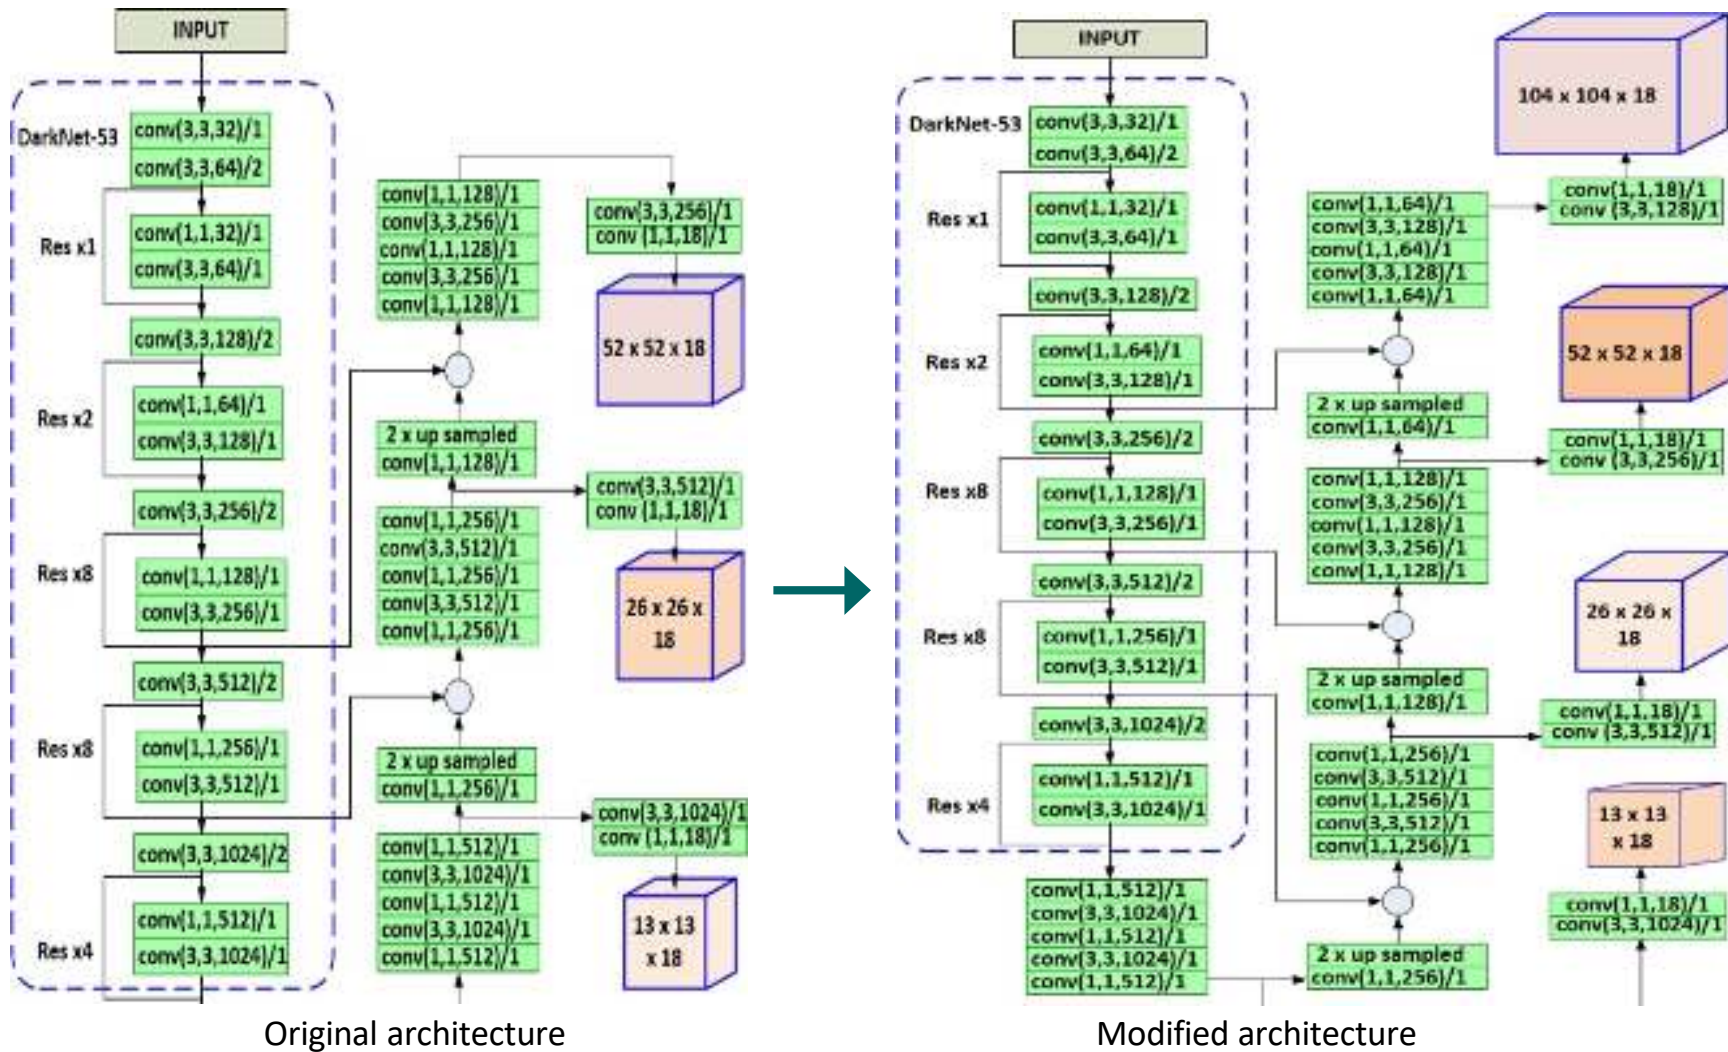 INPUT
DarkNet-53
conv(3,3,32)/1
conv(3,3,64)/2
Res x1
conv(1,1,32)/1
conv(3,3,64)/1
conv(3,3,128)/2
Res x2
conv(1,1,64)/1
conv(3,3,128)/1
conv(3,3,256)/2
Res x8
conv(1,1,128)/1
conv(3,3,256)/1
conv(3,3,512)/2
Res x8
conv(1,1,256)/1
conv(3,3,512)/1
conv(3,3,1024)/2
Res x4
conv(1,1,512)/1
conv(3,3,1024)/1
conv(1,1,128)/1
conv(3,3,256)/1
conv(1,1,128)/1
conv(3,3,256)/1
conv(1,1,128)/1
2 x up sampled
conv(1,1,128)/1
conv(1,1,256)/1
conv(3,3,512)/1
conv(1,1,256)/1
conv(3,3,512)/1
conv(1,1,256)/1
2 x up sampled
conv(1,1,256)/1
conv(1,1,512)/1
conv(3,3,1024)/1
conv(1,1,512)/1
conv(3,3,1024)/1
conv(1,1,512)/1
conv(3,3,256)/1
conv (1,1,18)/1
52 x 52 x 18
conv(3,3,512)/1
conv (1,1,18)/1
26 x 26 x
18
conv(3,3,1024)/1
conv (1,1,18)/1
13 x 13
x 18
Original architecture
INPUT
DarkNet-53
conv(3,3,32)/1
conv(3,3,64)/2
Res x1
conv(1,1,32)/1
conv(3,3,64)/1
conv(3,3,128)/2
Res x2
conv(1,1,64)/1
conv(3,3,128)/1
conv(3,3,256)/2
Res x8
conv(1,1,128)/1
conv(3,3,256)/1
conv(3,3,512)/2
Res x8
conv(1,1,256)/1
conv(3,3,512)/1
conv(3,3,1024)/2
Res x4
conv(1,1,512)/1
conv(3,3,1024)/1
conv(1,1,512)/1
conv(3,3,1024)/1
conv(1,1,512)/1
conv(3,3,1024)/1
conv(1,1,512)/1
conv(1,1,64)/1
conv(3,3,128)/1
conv(1,1,64)/1
conv(3,3,128)/1
conv(1,1,64)/1
2 x up sampled
conv(1,1,64)/1
conv(1,1,128)/1
conv(3,3,256)/1
conv(1,1,128)/1
conv(3,3,256)/1
conv(1,1,128)/1
2 x up sampled
conv(1,1,128)/1
conv(1,1,256)/1
conv(3,3,512)/1
conv(1,1,256)/1
conv(3,3,512)/1
conv(1,1,256)/1
2 x up sampled
conv(1,1,256)/1
104 x 104 x 18
conv(1,1,18)/1
conv (3,3,128)/1
52 x 52 x 18
conv(1,1,18)/1
conv (3,3,256)/1
26 x 26 x
18
conv(1,1,18)/1
conv (3,3,512)/1
13 x 13
x 18
conv(1,1,18)/1
conv(3,3,1024)/1
Modified architecture